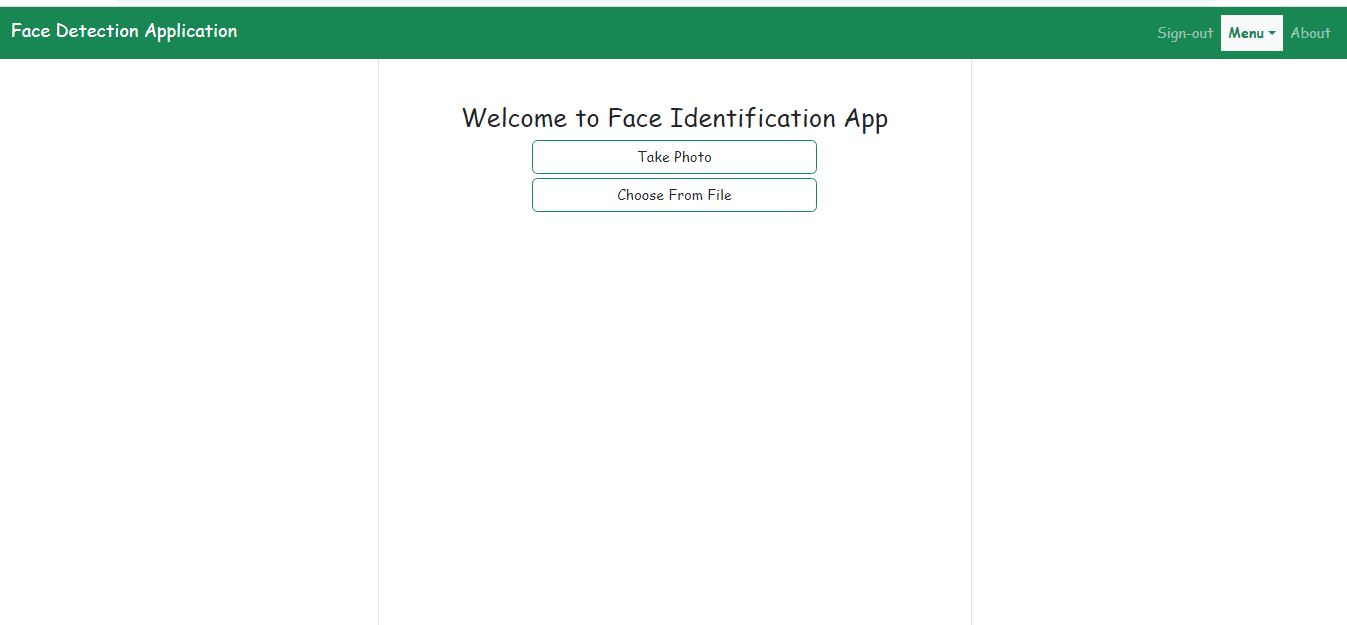 Face Detection Application
Sign-out Menu About
Welcome to Face Identification App
Take Photo
Choose From File